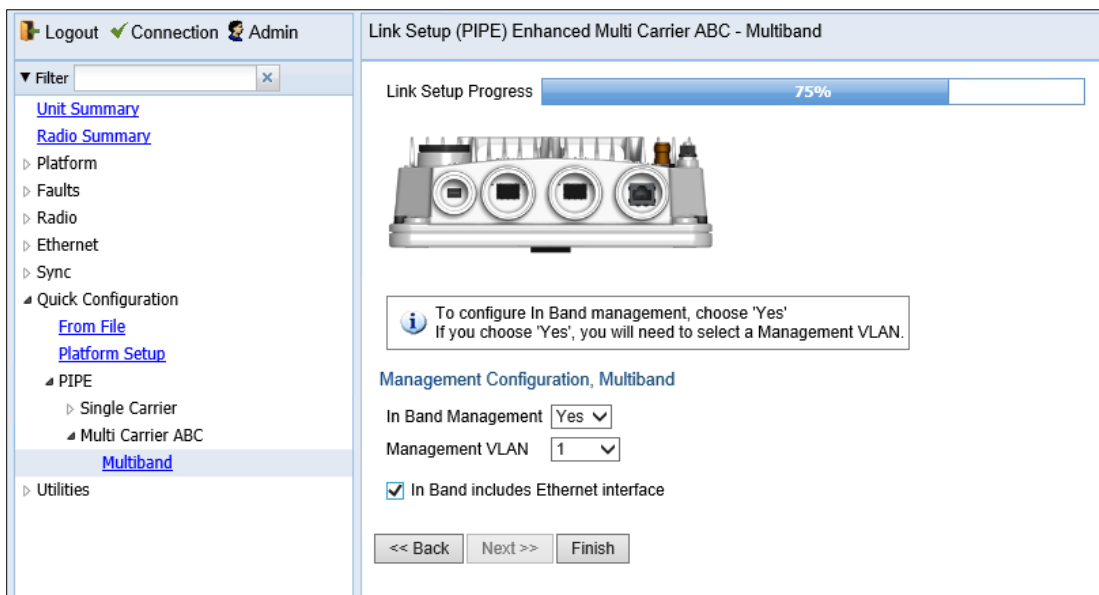 Logout Connection Admin
Filter
Unit Summary
Radio Summary
Platform
Faults
Radio
Ethernet
Sync
Quick Configuration
From File
Platform Setup
PIPE
Single Carrier
Multi Carrier ABC
Multiband
Utilities
Link Setup (PIPE) Enhanced Multi Carrier ABC - Multiband
Link Setup Progress 75%
To configure In Band management, choose 'Yes'
If you choose 'Yes', you will need to select a Management VLAN.
Management Configuration, Multiband
In Band Management Yes
Management VLAN 1
In Band includes Ethernet interface
<< Back Next >> Finish